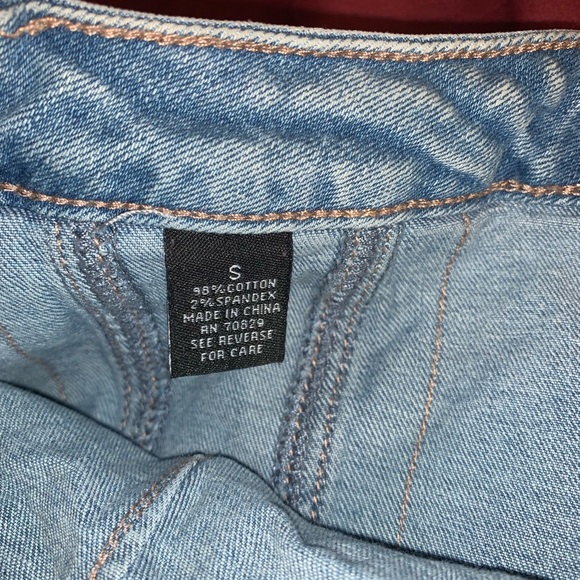 S
98%COTTON
2%SPANDEX
MADE IN CHINA
RN 70829
SEE REVERSE
FOR CARE